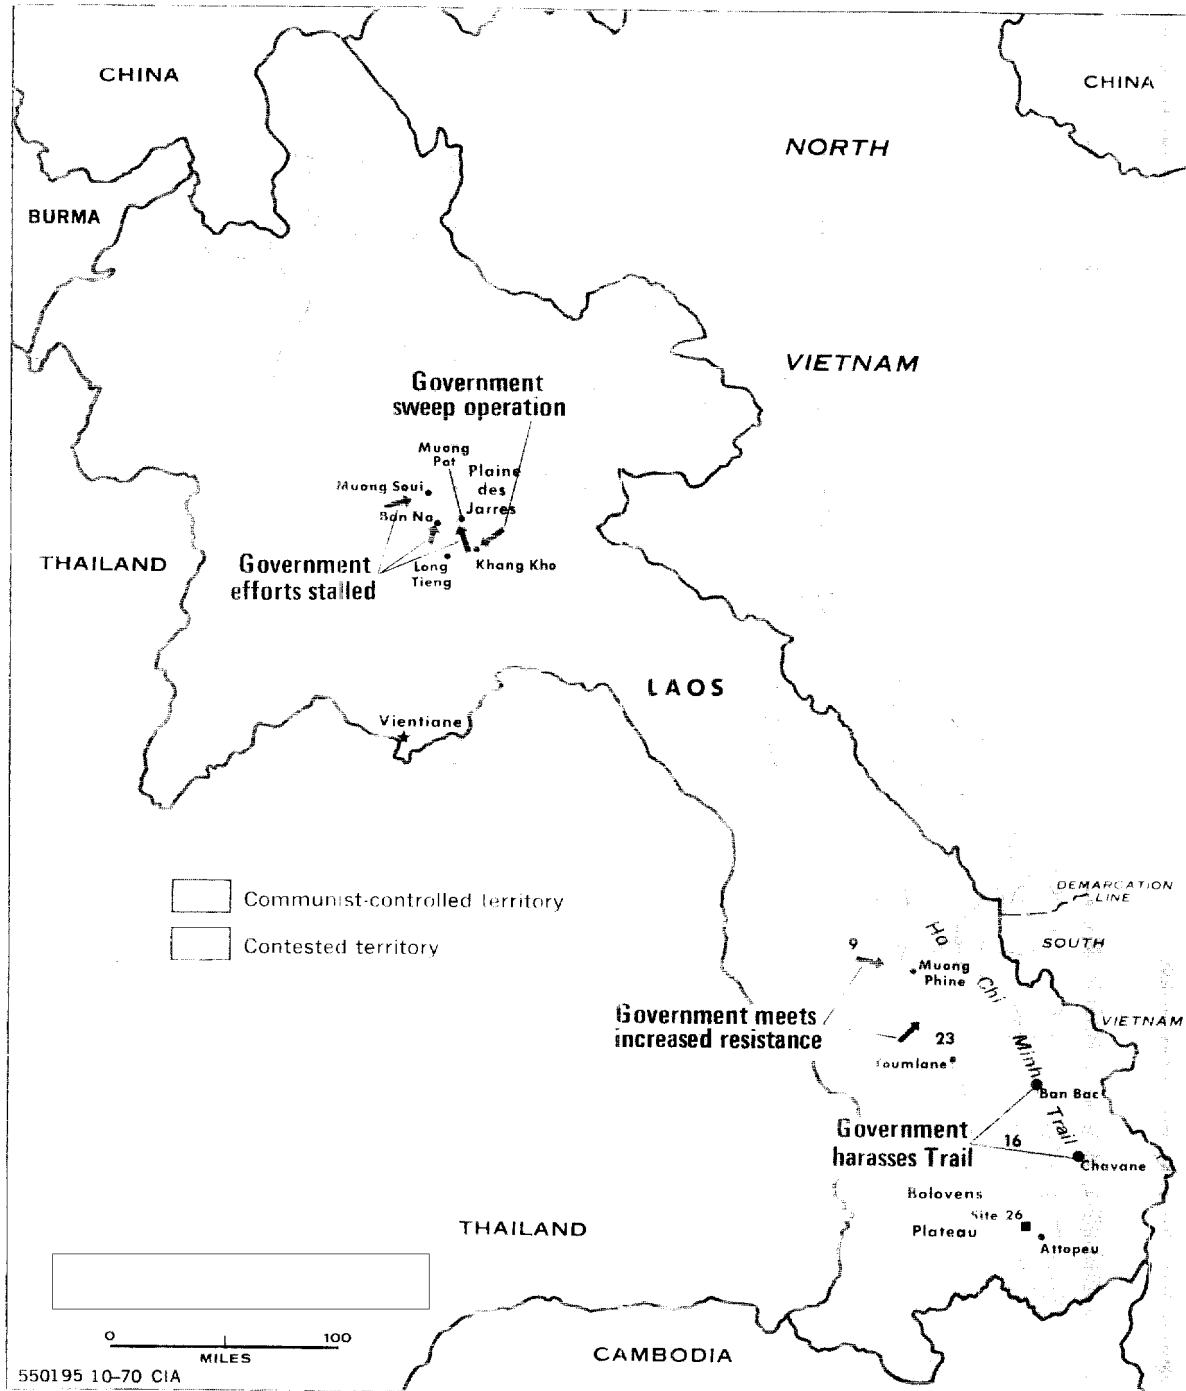 CHINA
CHINA
NORTH
BURMA
VIETNAM
Government
sweep operation
Muong
Pot
Plaine
des
Jarres
Muong Soui
Ban Na
THAILAND
Government
efforts stalled
Long
Tieng
Khang Kho
LAOS
Vientiane
Communist-controlled territory
Contested territory
DEMARCATION
LINE
Ho
Chi
Minh
Trail
SOUTH
VIETNAM
9
Muong
Phine
Government meets
increased resistance
23
Toumlane
Ban Bac
Government
harasses Trail
16
Chavane
Bolovens
Plateau
Site 26
Attopeu
THAILAND
0
100
MILES
CAMBODIA
550195 10-70 CIA